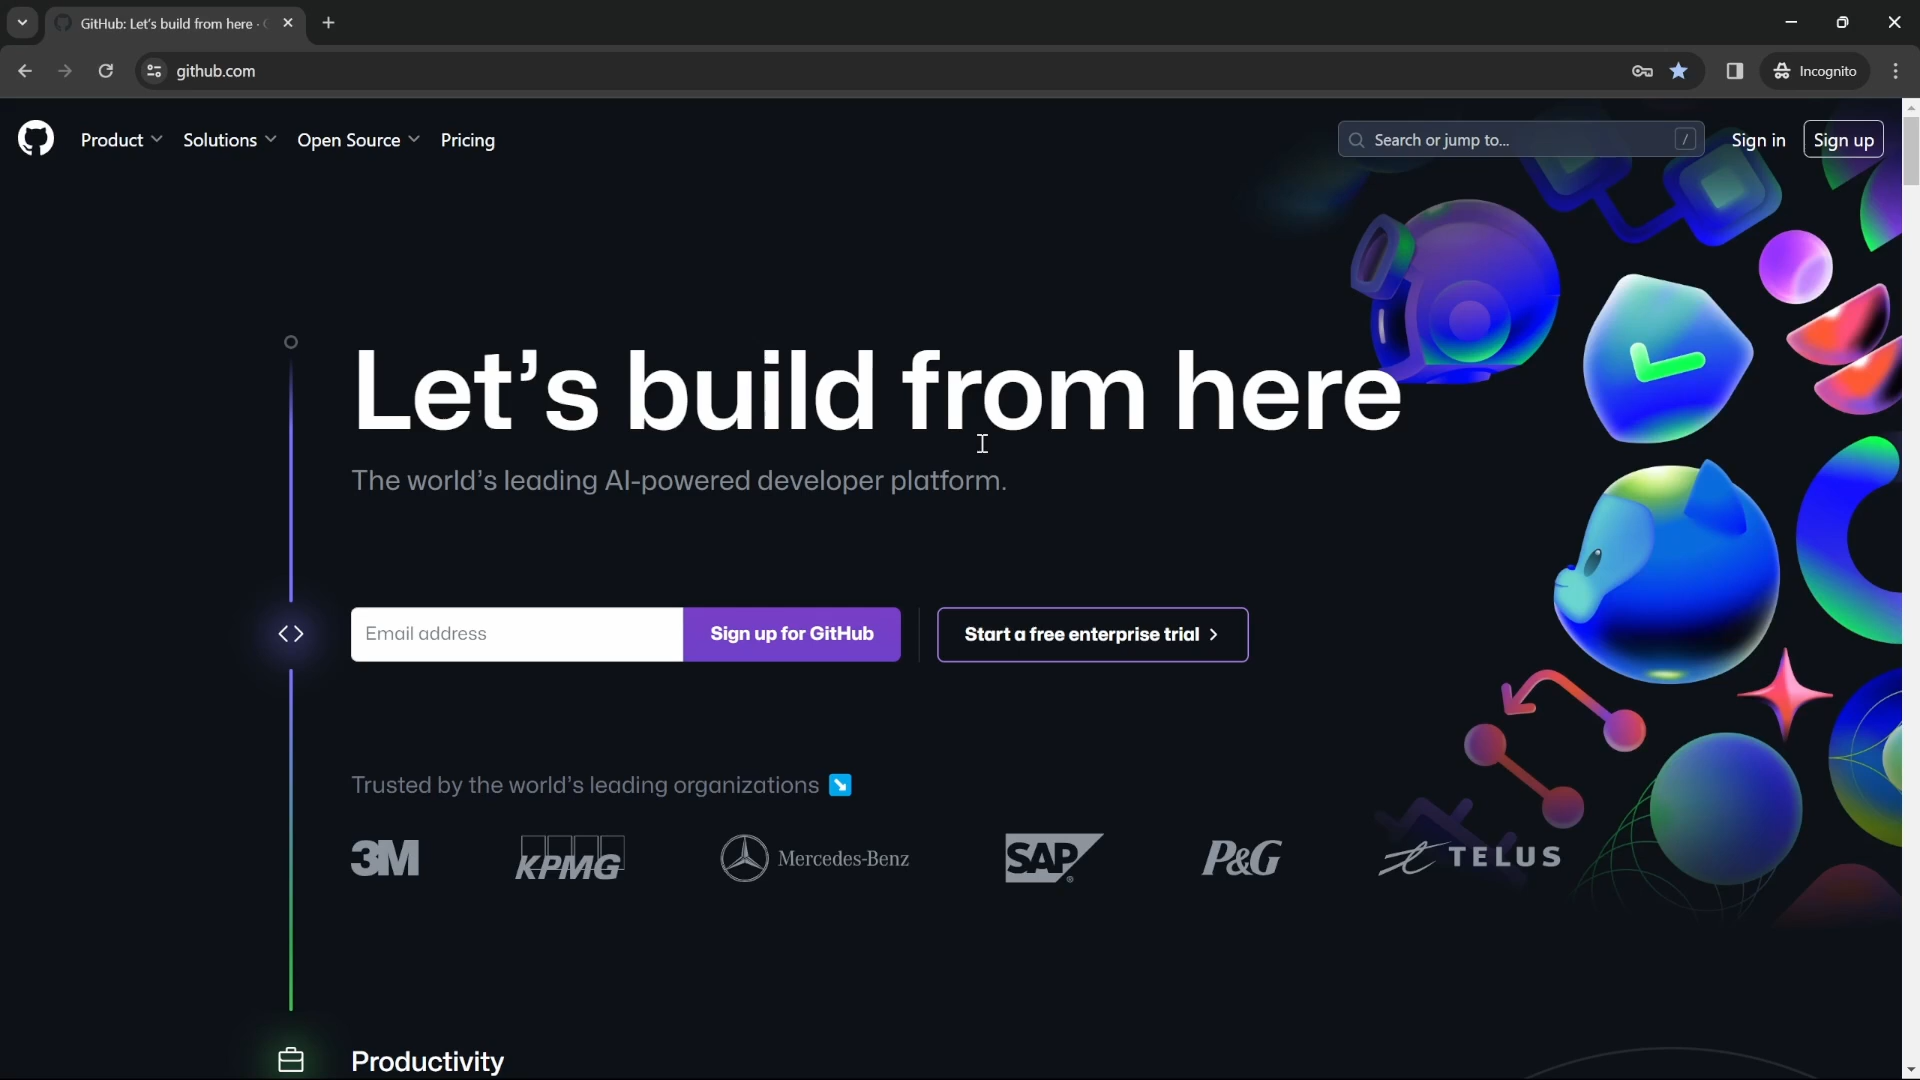 GitHub: Let's build from here ·
github.com
Incognito
Product
Solutions
Open Source
Pricing
Search or jump to...
/
Sign in
Sign up
Let's build from here
The world's leading AI-powered developer platform.
Email address
Sign up for GitHub
Start a free enterprise trial
Trusted by the world's leading organizations
3M
KPMG
Mercedes-Benz
SAP
P&G
TELUS
Productivity